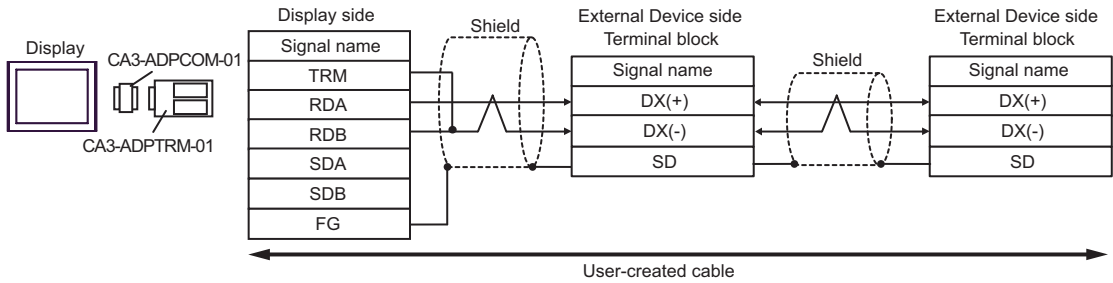 Display
CA3-ADPCOM-01
CA3-ADPTRM-01
Display side
Signal name
TRM
RDA
RDB
SDA
SDB
FG
Shield
External Device side
Terminal block
Signal name
DX(+)
DX(-)
SD
Shield
External Device side
Terminal block
Signal name
DX(+)
DX(-)
SD
User-created cable